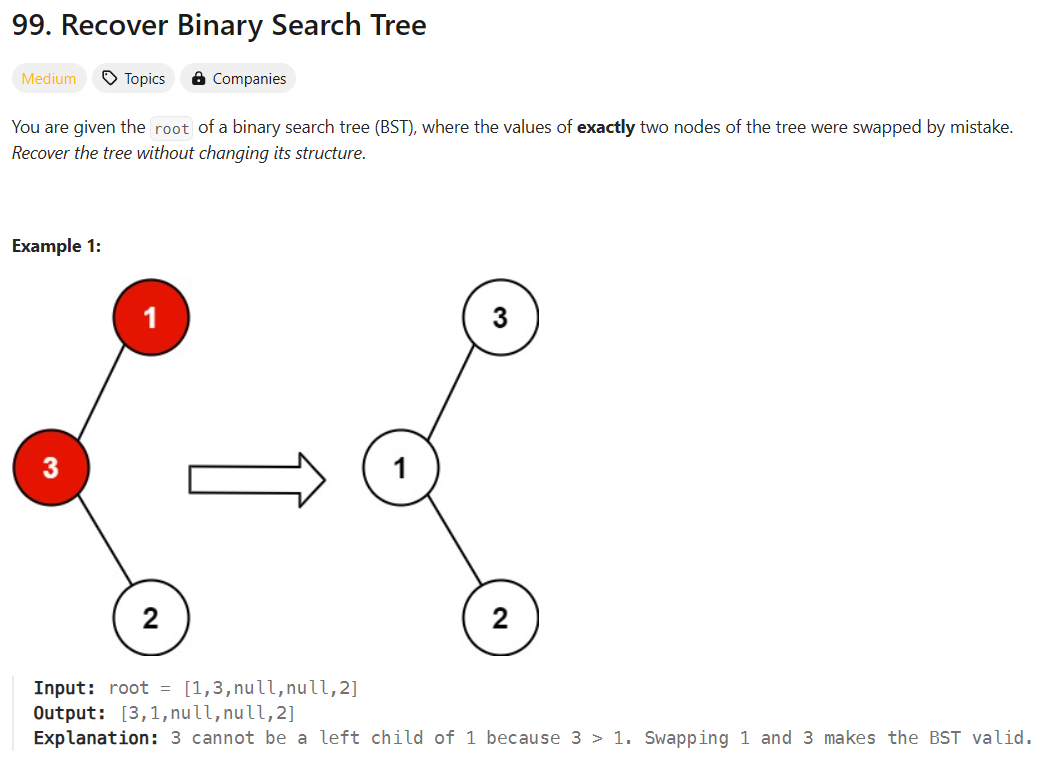 99. Recover Binary Search Tree
Medium Topics Companies
You are given the root of a binary search tree (BST), where the values of exactly two nodes of the tree were swapped by mistake.
Recover the tree without changing its structure.
Example 1:
1 3
3 1
2 2
Input: root = [1,3,null,null,2]
Output: [3,1,null,null,2]
Explanation: 3 cannot be a left child of 1 because 3 > 1. Swapping 1 and 3 makes the BST valid.